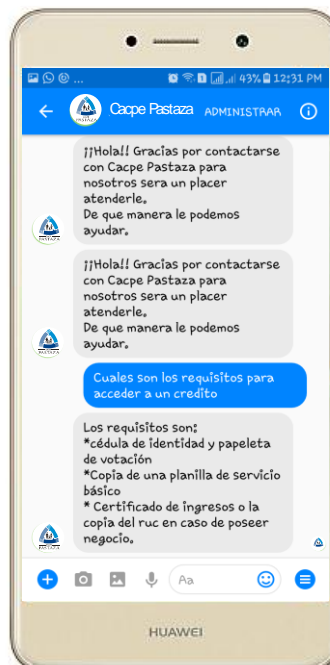 ... 43% 12:31 PM
Cacpe Pastaza ADMINISTRAR
¡¡Hola!! Gracias por contactarse
con Cacpe Pastaza para
nosotros sera un placer
atenderle.
De que manera le podemos
ayudar.
PASTAZA
¡¡Hola!! Gracias por contactarse
con Cacpe Pastaza para
nosotros sera un placer
atenderle.
De que manera le podemos
ayudar.
PASTAZA
Cuales son los requisitos para
acceder a un credito
Los requisitos son:
*cédula de identidad y papeleta
de votación
*Copia de una planilla de servicio
básico
* Certificado de ingresos o la
copia del ruc en caso de poseer
negocio.
PASTAZA
Aa
HUAWEI